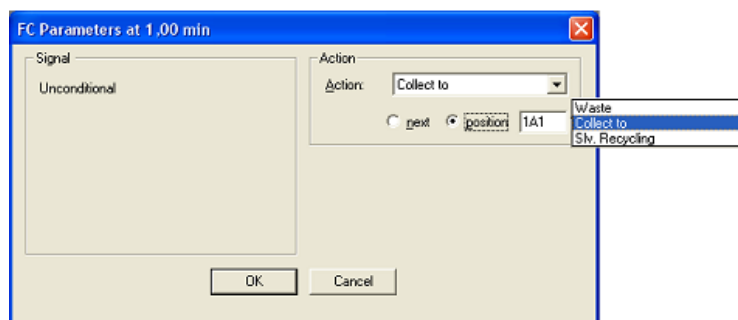 FC Parameters at 1,00 min
Signal
Unconditional
Action
Action: Collect to
next position 1A1
Waste
Collect to
Slv. Recycling
OK Cancel